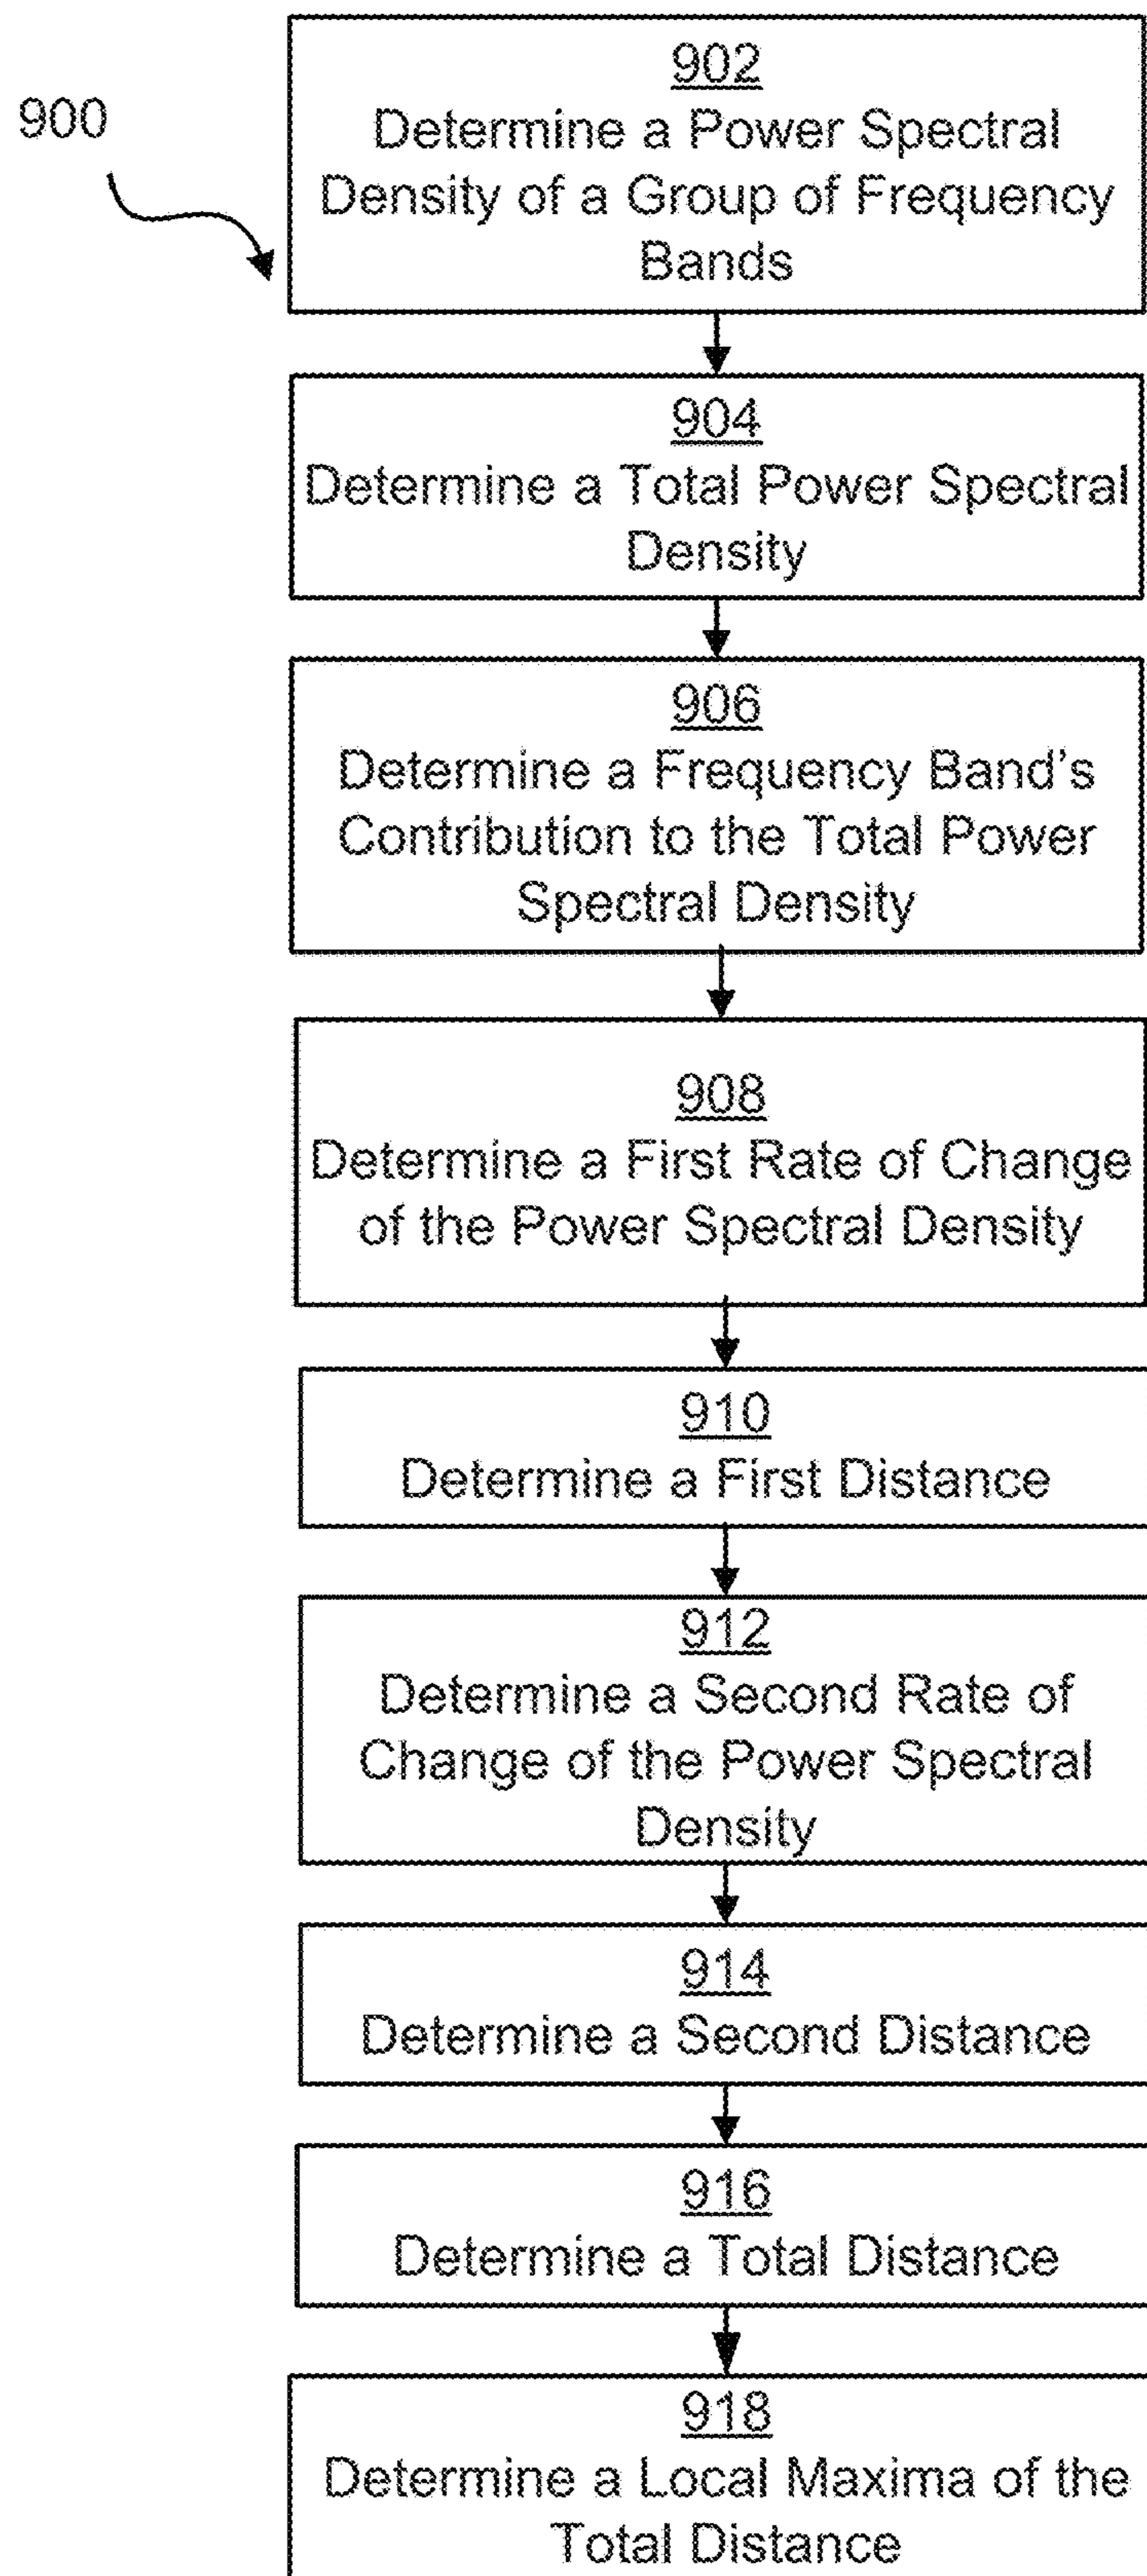 900
902
Determine a Power Spectral
Density of a Group of Frequency
Bands
904
Determine a Total Power Spectral
Density
906
Determine a Frequency Band's
Contribution to the Total Power
Spectral Density
908
Determine a First Rate of Change
of the Power Spectral Density
910
Determine a First Distance
912
Determine a Second Rate of
Change of the Power Spectral
Density
914
Determine a Second Distance
916
Determine a Total Distance
918
Determine a Local Maxima of the
Total Distance